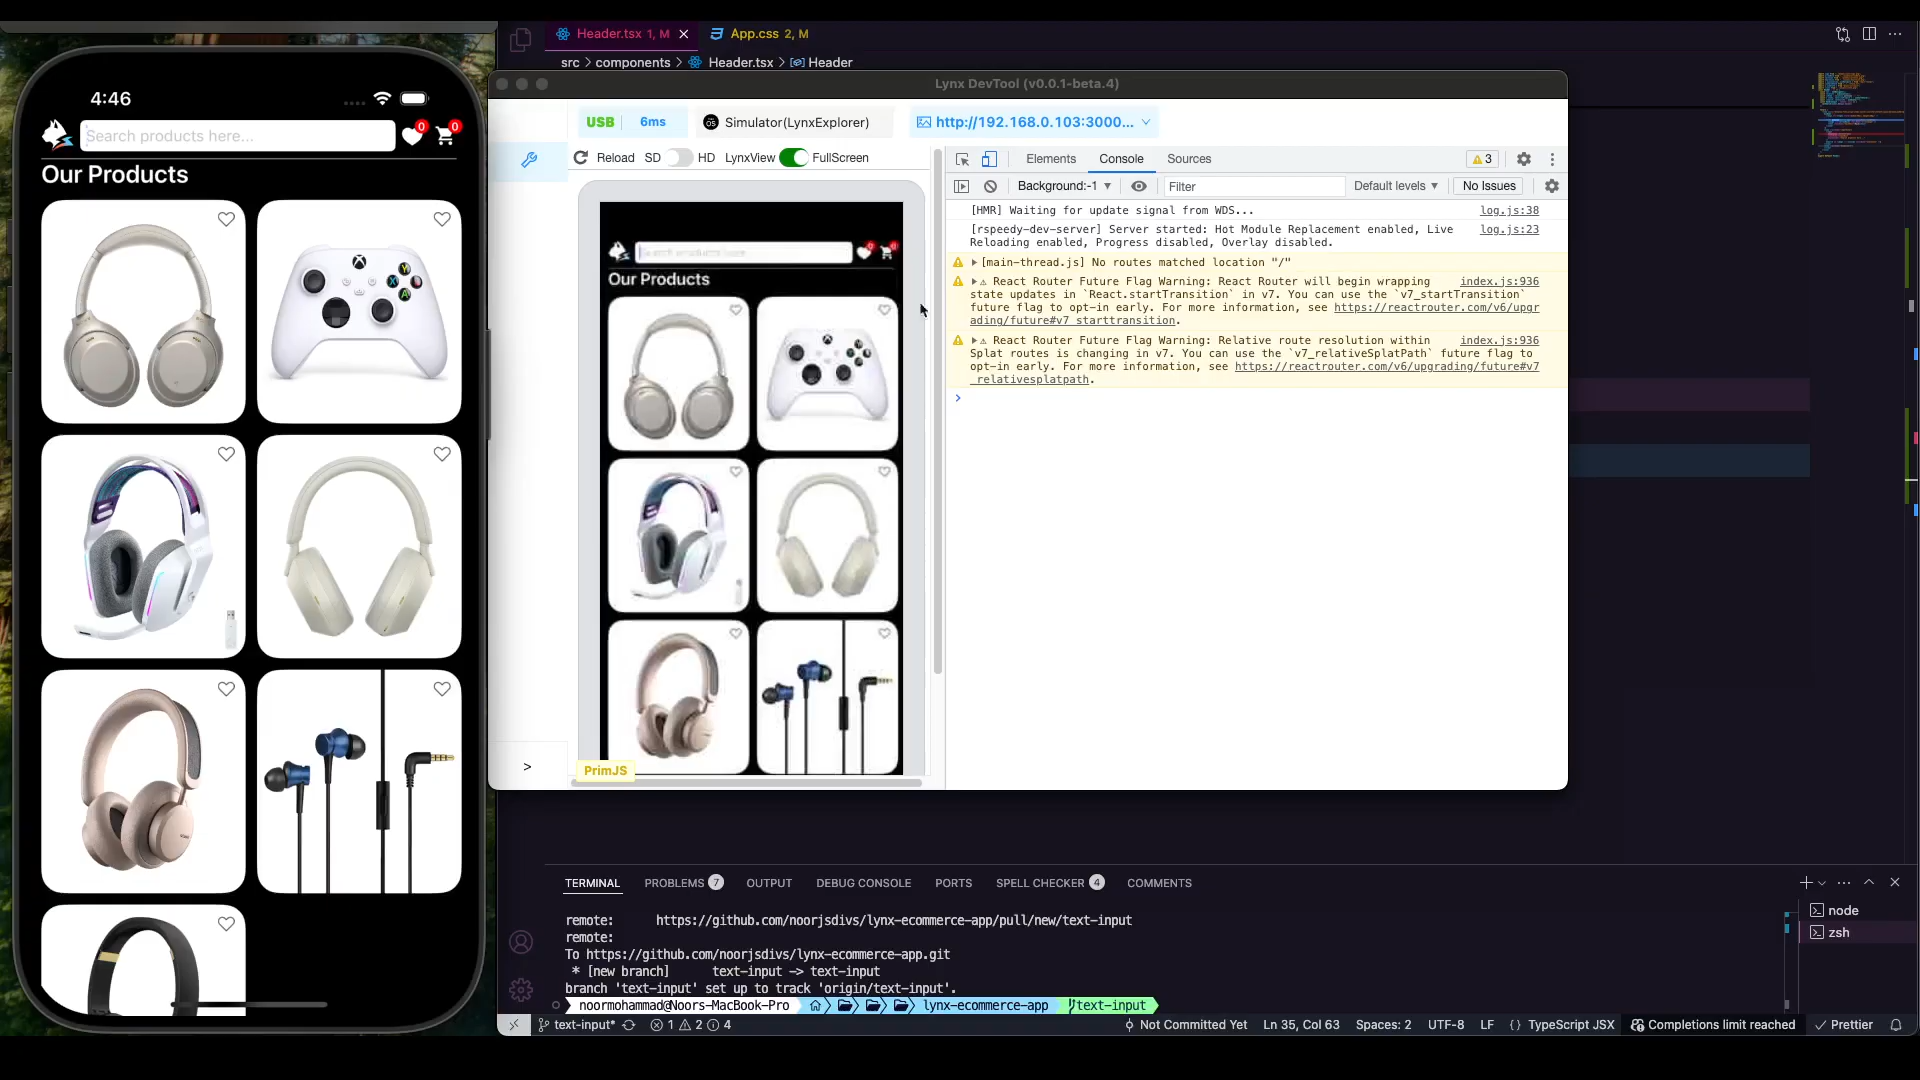 Header.tsx 1, M
App.css 2, M
src > components > Header.tsx > Header
Lynx DevTool (v0.0.1-beta.4)
4:46
Search products here...
0
0
Our Products
USB 6ms
Simulator(LynxExplorer)
http://192.168.0.103:3000...
Reload SD HD LynxView FullScreen
Our Products
PrimJS
>
Elements Console Sources 3
Background:-1 Filter Default levels No Issues
[HMR] Waiting for update signal from WDS... log.js:38
[rspeedy-dev-server] Server started: Hot Module Replacement enabled, Live log.js:23
Reloading enabled, Progress disabled, Overlay disabled.
[main-thread.js] No routes matched location "/"
React Router Future Flag Warning: React Router will begin wrapping index.js:936
state updates in `React.startTransition` in v7. You can use the `v7_startTransition`
future flag to opt-in early. For more information, see https://reactrouter.com/v6/upgr
ading/future#v7_starttransition.
React Router Future Flag Warning: Relative route resolution within index.js:936
Splat routes is changing in v7. You can use the `v7_relativeSplatPath` future flag to
opt-in early. For more information, see https://reactrouter.com/v6/upgrading/future#v7
_relativesplatpath.
>
TERMINAL PROBLEMS 7 OUTPUT DEBUG CONSOLE PORTS SPELL CHECKER 4 COMMENTS
remote: https://github.com/noorjsdivs/lynx-ecommerce-app/pull/new/text-input
remote:
To https://github.com/noorjsdivs/lynx-ecommerce-app.git
* [new branch] text-input -> text-input
branch 'text-input' set up to track 'origin/text-input'.
noormohammad@Noors-MacBook-Pro lynx-ecommerce-app text-input
node
zsh
text-input* 1 2 4 Not Committed Yet Ln 35, Col 63 Spaces: 2 UTF-8 LF {} TypeScript JSX Completions limit reached Prettier